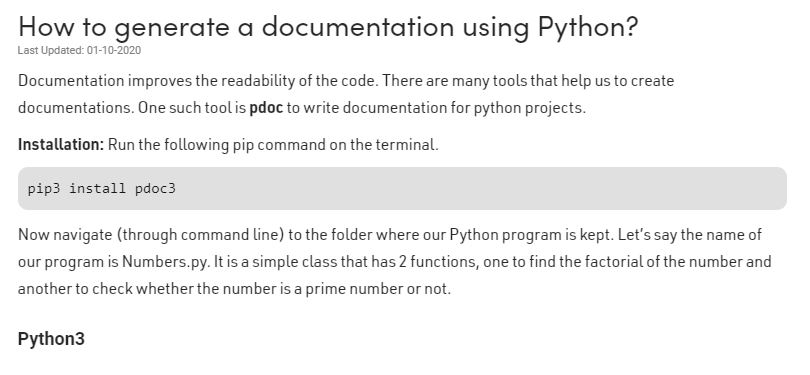 How to generate a documentation using Python?
Last Updated: 01-10-2020
Documentation improves the readability of the code. There are many tools that help us to create
documentations. One such tool is pdoc to write documentation for python projects.
Installation: Run the following pip command on the terminal.
pip3 install pdoc3
Now navigate (through command line) to the folder where our Python program is kept. Let's say the name of
our program is Numbers.py. It is a simple class that has 2 functions, one to find the factorial of the number and
another to check whether the number is a prime number or not.
Python3